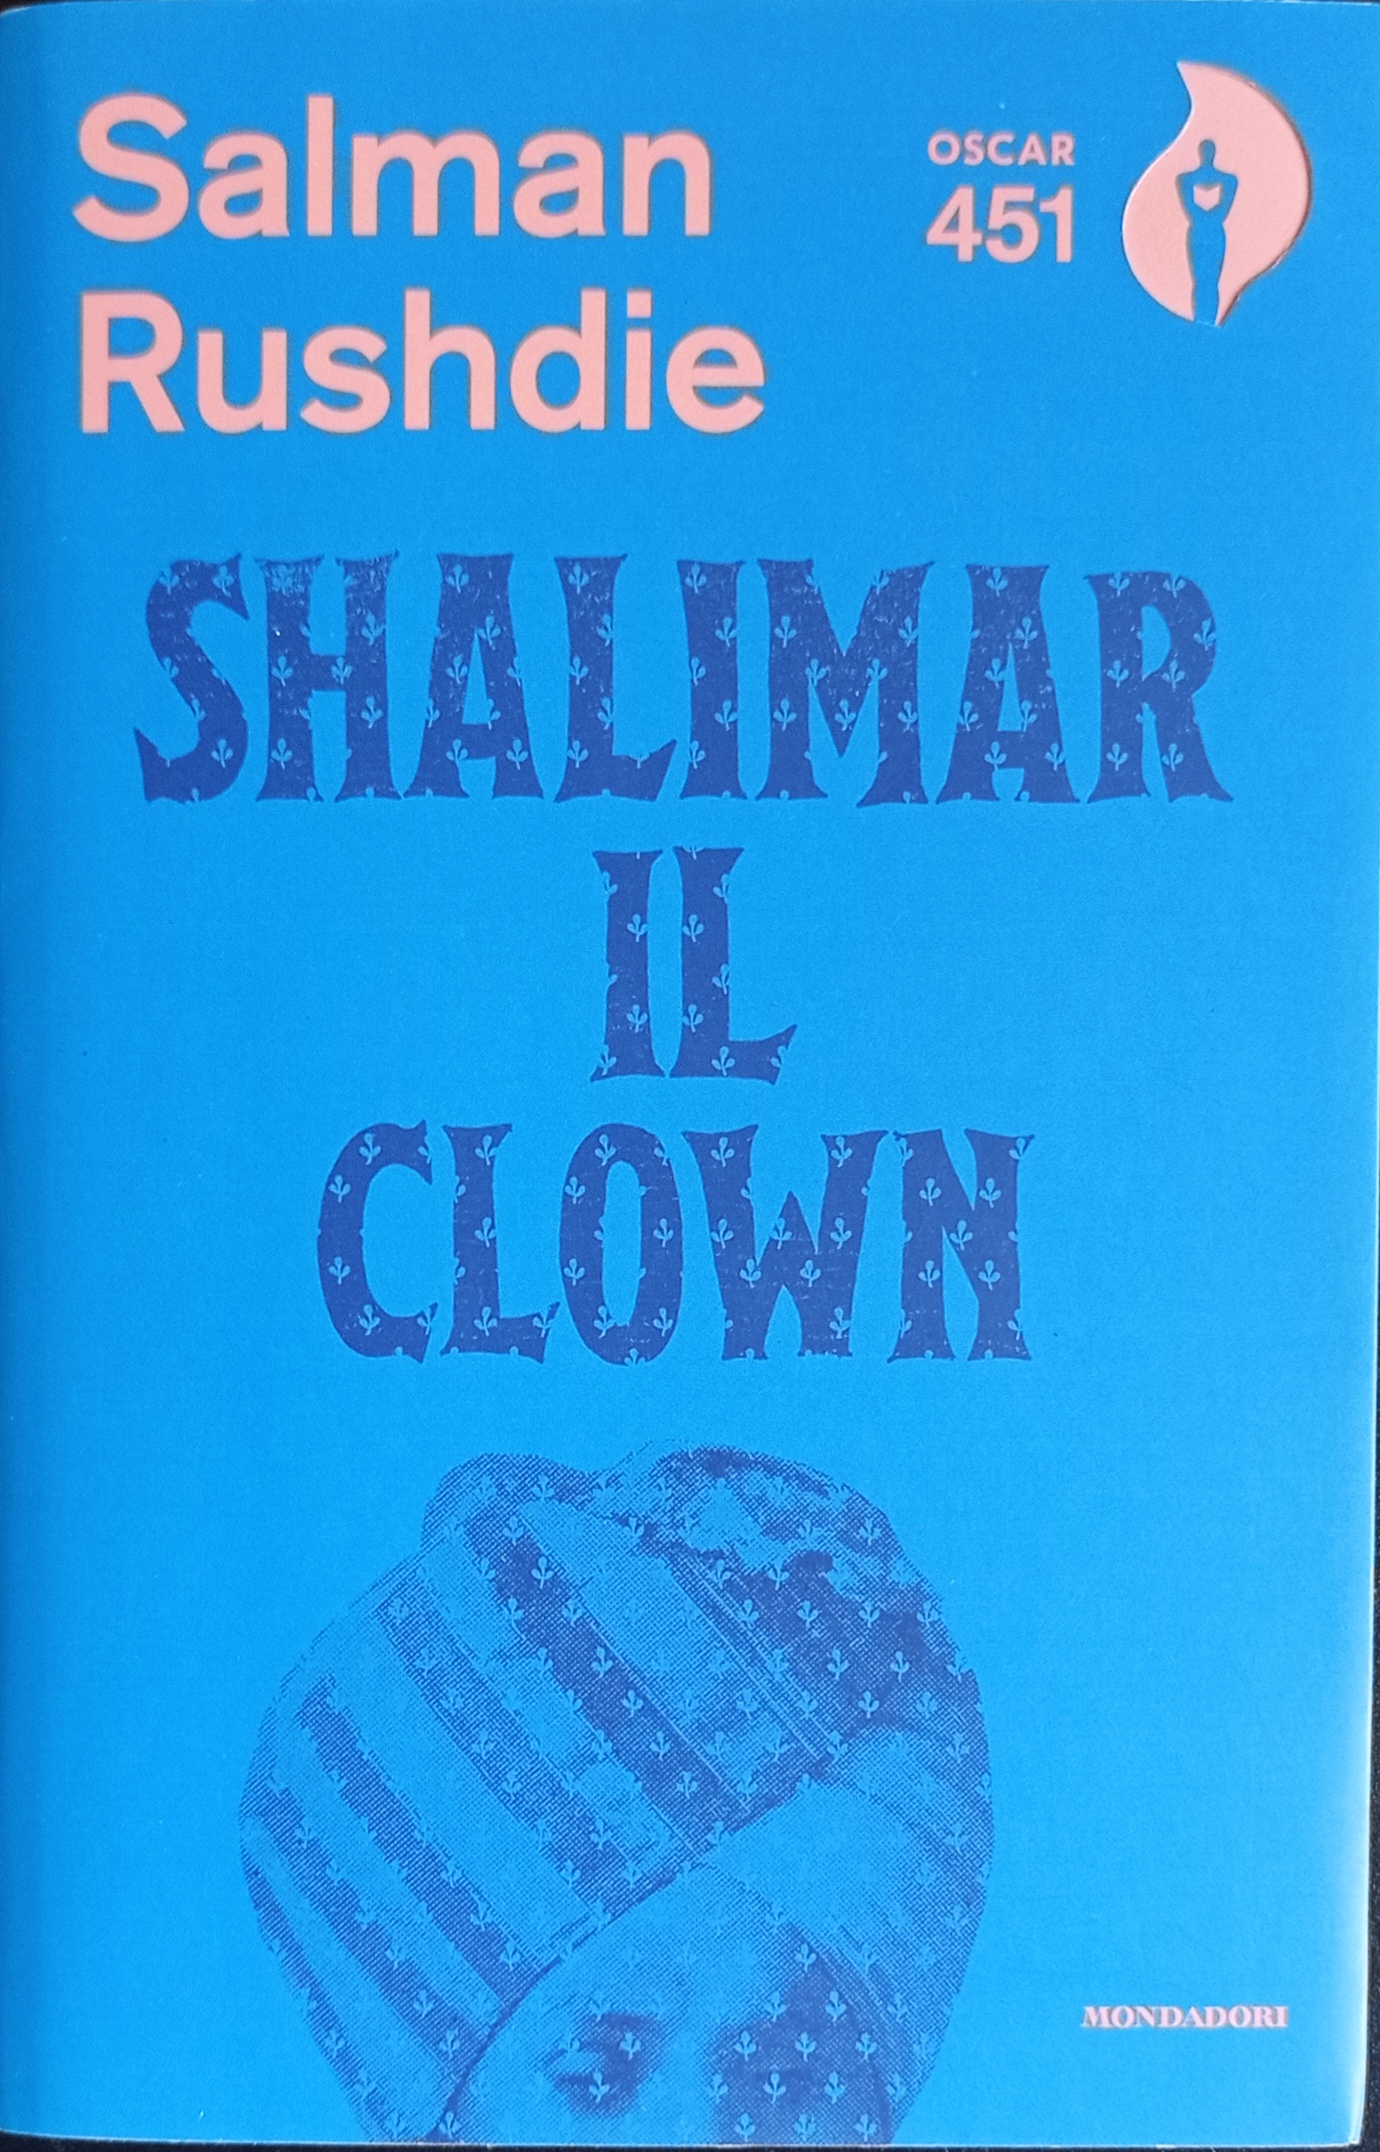 Salman
Rushdie
OSCAR
451
SHALIMAR
IL
CLOWN
MONDADORI